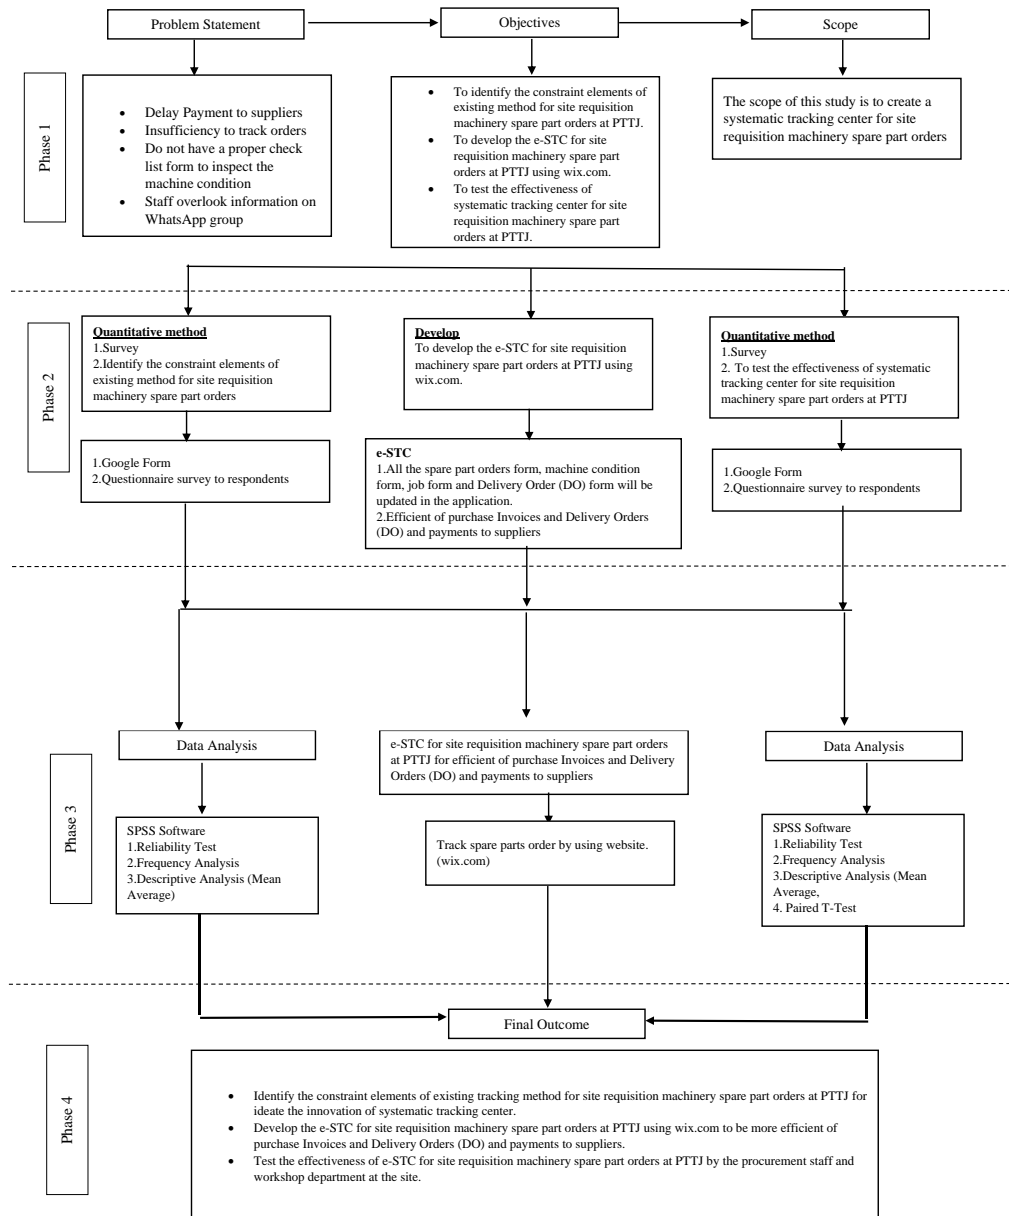 Problem Statement
Objectives
Scope
Phase 1
• Delay Payment to suppliers
• Insufficiency to track orders
• Do not have a proper check
list form to inspect the
machine condition
• Staff overlook information on
WhatsApp group
• To identify the constraint elements of
existing method for site requisition
machinery spare part orders at PTTJ.
• To develop the e-STC for site
requisition machinery spare part
orders at PTTJ using wix.com.
• To test the effectiveness of
systematic tracking center for site
requisition machinery spare part
orders at PTTJ.
The scope of this study is to create a
systematic tracking center for site
requisition machinery spare part orders
Phase 2
Quantitative method
1.Survey
2.Identify the constraint elements of
existing method for site requisition
machinery spare part orders
Develop
To develop the e-STC for site requisition
machinery spare part orders at PTTJ using
wix.com.
Quantitative method
1.Survey
2. To test the effectiveness of systematic
tracking center for site requisition
machinery spare part orders at PTTJ
1.Google Form
2.Questionnaire survey to respondents
e-STC
1.All the spare part orders form, machine condition
form, job form and Delivery Order (DO) form will be
updated in the application.
2.Efficient of purchase Invoices and Delivery Orders
(DO) and payments to suppliers
1.Google Form
2.Questionnaire survey to respondents
Phase 3
Data Analysis
e-STC for site requisition machinery spare part orders
at PTTJ for efficient of purchase Invoices and Delivery
Orders (DO) and payments to suppliers
Data Analysis
SPSS Software
1.Reliability Test
2.Frequency Analysis
3.Descriptive Analysis (Mean
Average)
Track spare parts order by using website.
(wix.com)
SPSS Software
1.Reliability Test
2.Frequency Analysis
3.Descriptive Analysis (Mean
Average,
4. Paired T-Test
Final Outcome
Phase 4
• Identify the constraint elements of existing tracking method for site requisition machinery spare part orders at PTTJ for
ideate the innovation of systematic tracking center.
• Develop the e-STC for site requisition machinery spare part orders at PTTJ using wix.com to be more efficient of
purchase Invoices and Delivery Orders (DO) and payments to suppliers.
• Test the effectiveness of e-STC for site requisition machinery spare part orders at PTTJ by the procurement staff and
workshop department at the site.